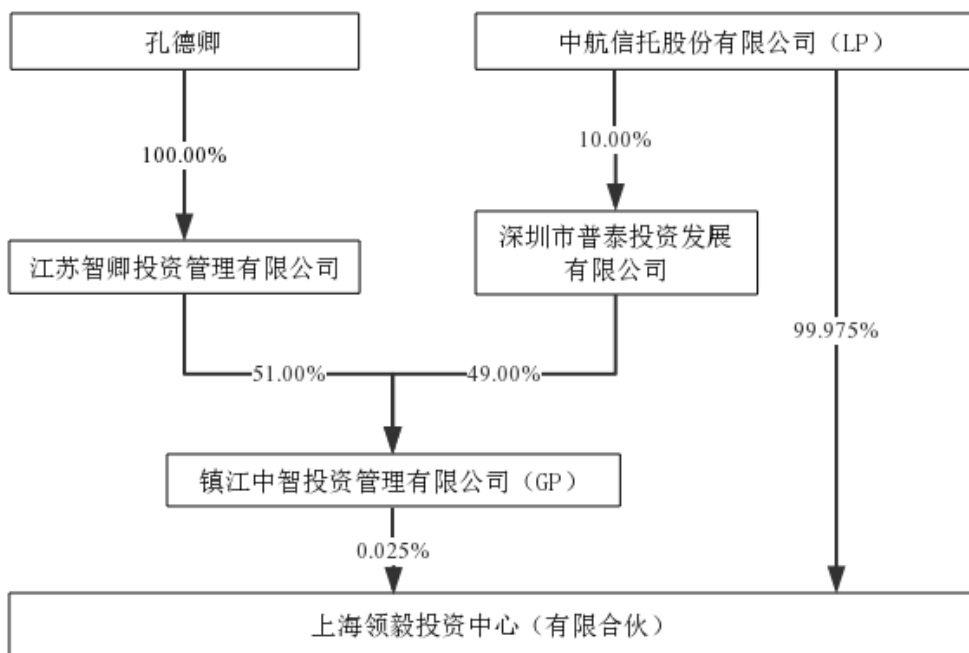 孔德卿
中航信托股份有限公司（LP）
100.00%
10.00%
江苏智卿投资管理有限公司
深圳市普泰投资发展
有限公司
99.975%
51.00%
49.00%
镇江中智投资管理有限公司（GP）
0.025%
上海领毅投资中心（有限合伙）